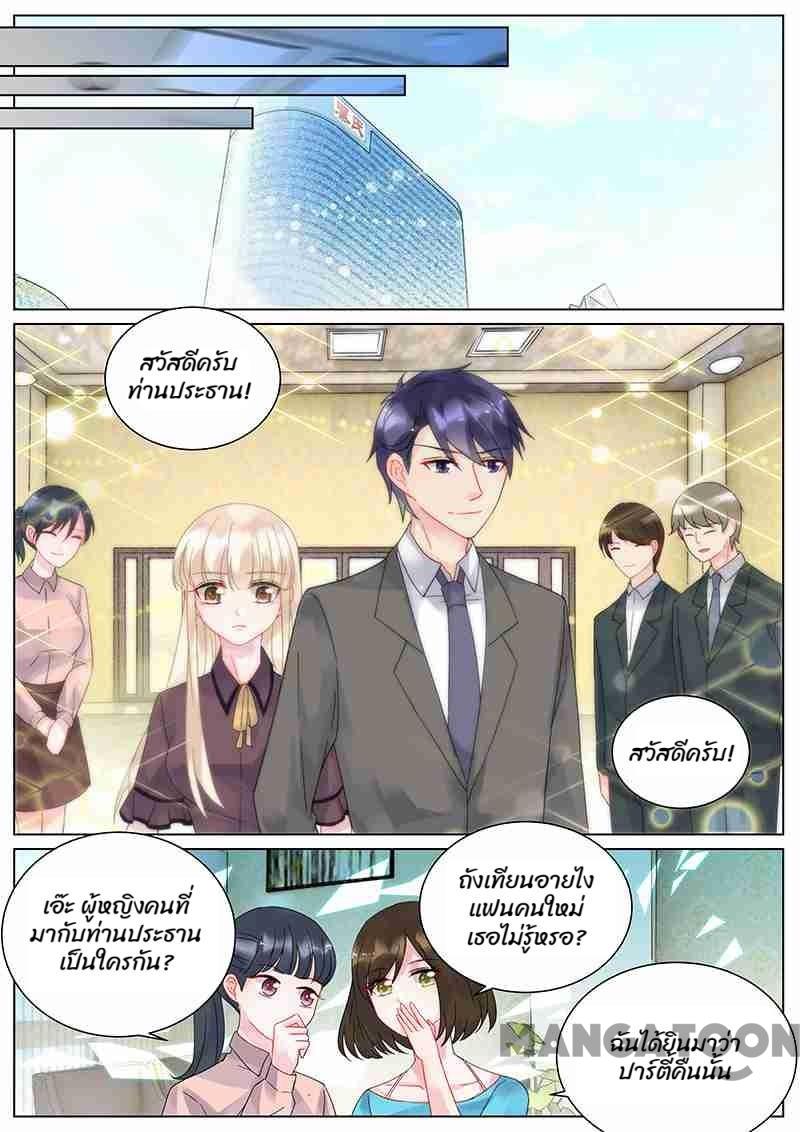 สวัสดีครับ
ท่านประธาน!
สวัสดีครับ!
เอ๊ะ ผู้หญิงคนที่
มากับท่านประธาน
เป็นใครกัน?
ถังเทียนอายไง
แฟนคนใหม่
เธอไม่รู้หรอ?
ฉันได้ยินมาว่า
ปาร์ตี้คืนนั้น
MANGATOON